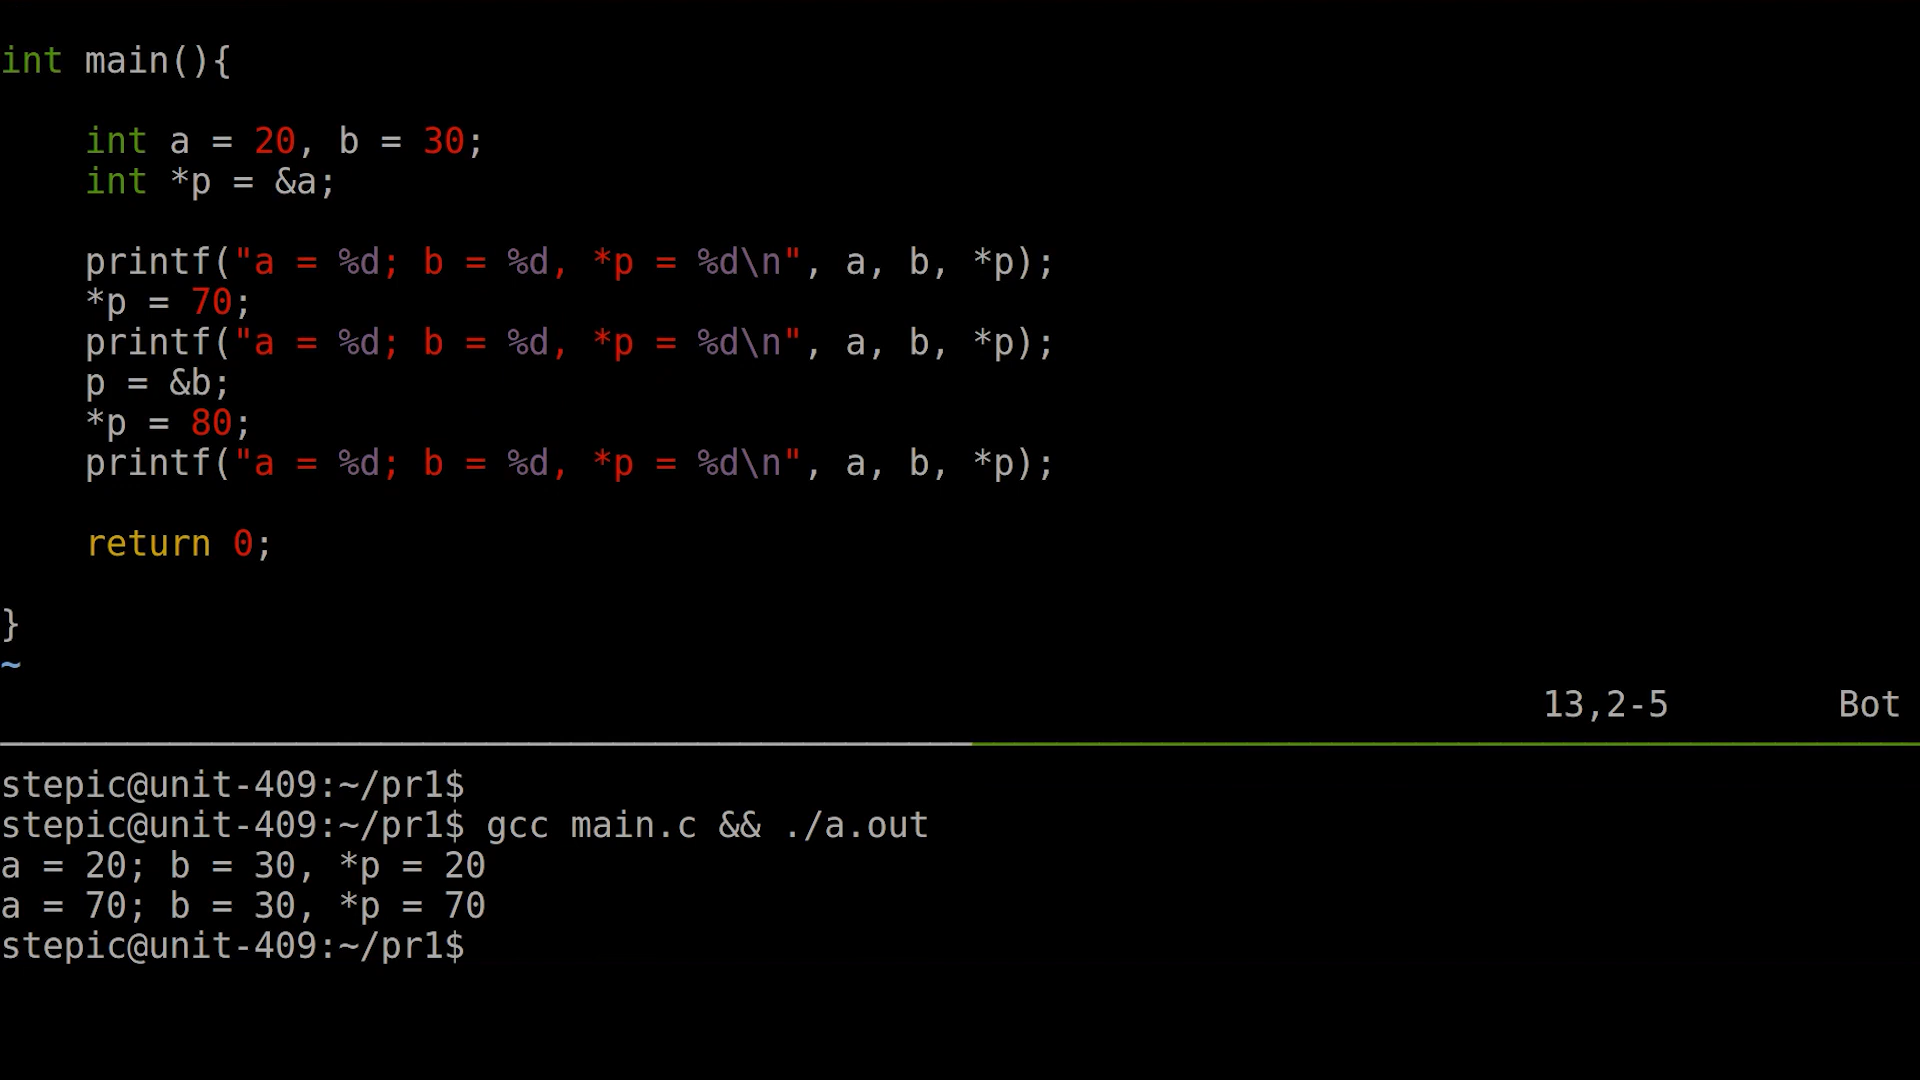 int main(){
int a = 20, b = 30;
int *p = &a;
printf("a = %d; b = %d, *p = %d\n", a, b, *p);
*p = 70;
printf("a = %d; b = %d, *p = %d\n", a, b, *p);
p = &b;
*p = 80;
printf("a = %d; b = %d, *p = %d\n", a, b, *p);
return 0;
}
~
13,2-5 Bot
stepic@unit-409:~/pr1$
stepic@unit-409:~/pr1$ gcc main.c && ./a.out
a = 20; b = 30, *p = 20
a = 70; b = 30, *p = 70
stepic@unit-409:~/pr1$